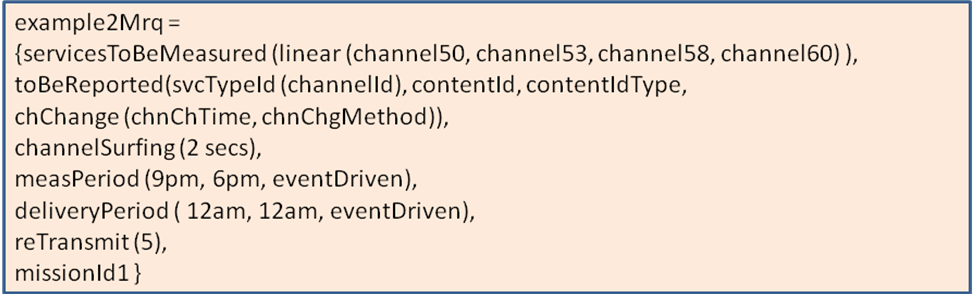 example2Mrq =
{servicesToBeMeasured (linear (channel50, channel53, channel58, channel60) ),
toBeReported(svcTypeId (channelId), contentId, contentIdType,
chChange (chnChTime, chnChgMethod)),
channelSurfing (2 secs),
measPeriod (9pm, 6pm, eventDriven),
deliveryPeriod ( 12am, 12am, eventDriven),
reTransmit (5),
missionId1 }